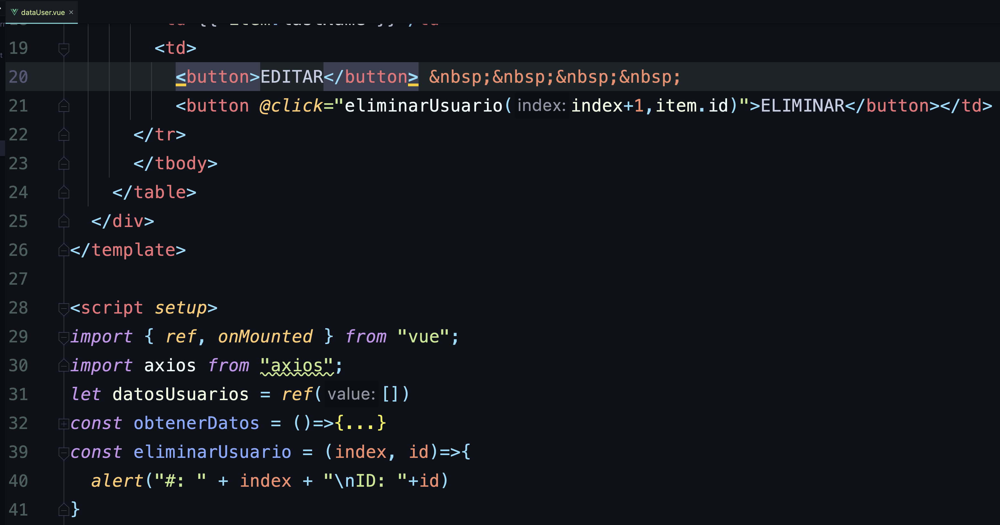 dataUser.vue ×
19 <td>
20 <button>EDITAR</button> &nbsp;&nbsp;&nbsp;&nbsp;
21 <button @click="eliminarUsuario( index: index+1,item.id)">ELIMINAR</button></td>
22 </tr>
23 </tbody>
24 </table>
25 </div>
26 </template>
27
28 <script setup>
29 import { ref, onMounted } from "vue";
30 import axios from "axios";
31 let datosUsuarios = ref( value: [])
32 const obtenerDatos = ()=>{...}
39 const eliminarUsuario = (index, id)=>{
40 alert("#: " + index + "\nID: "+id)
41 }